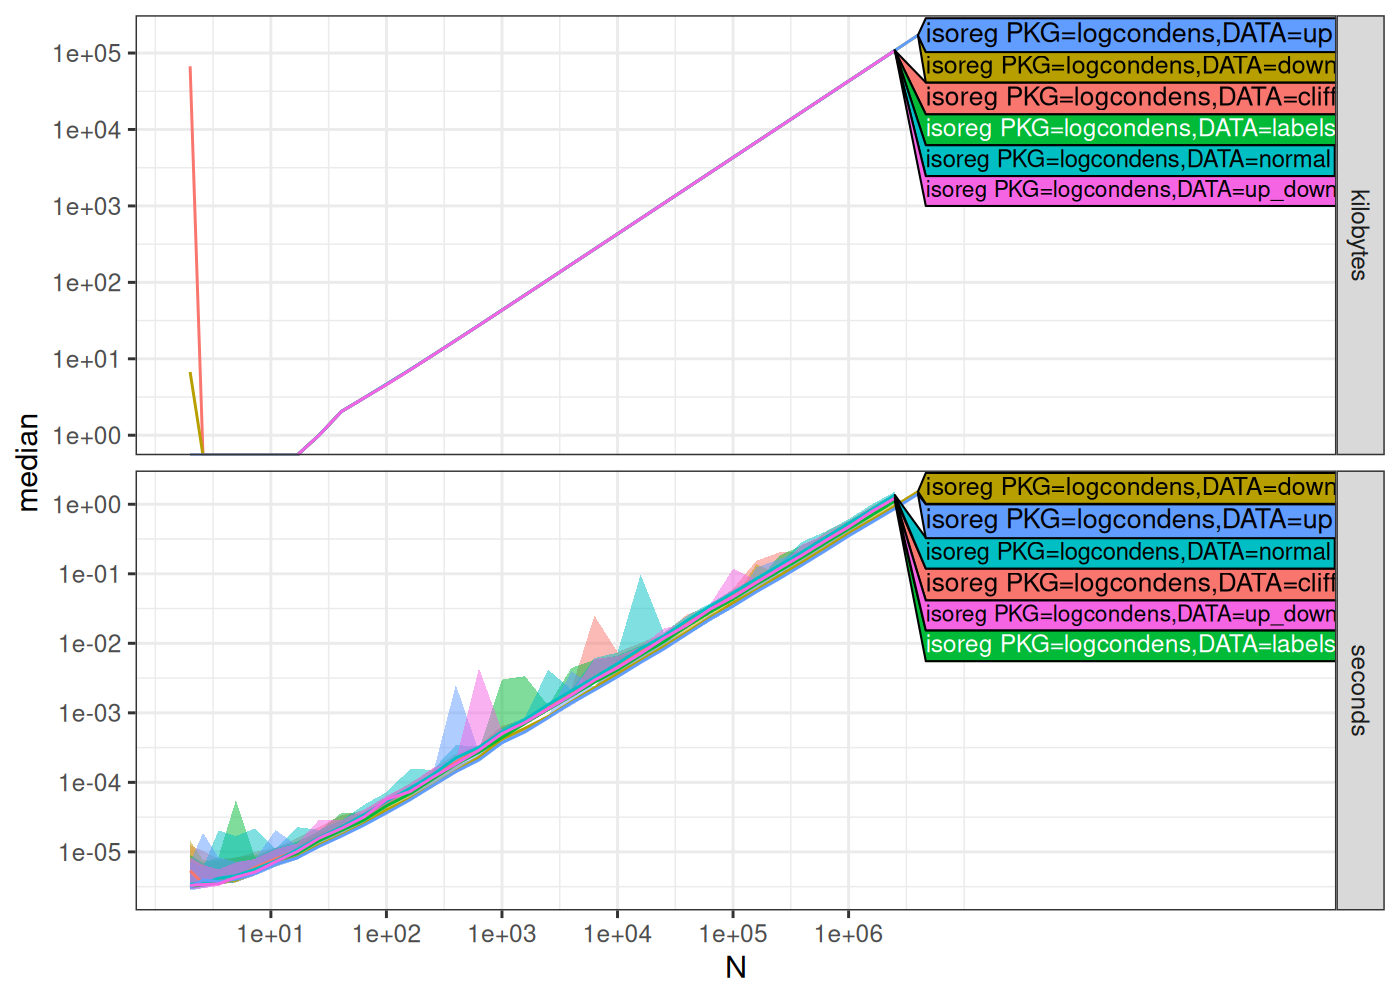 median
1e+05
1e+04
1e+03
1e+02
1e+01
1e+00
isoreg PKG=logcondens,DATA=up
isoreg PKG=logcondens,DATA=down
isoreg PKG=logcondens,DATA=cliff
isoreg PKG=logcondens,DATA=labels
isoreg PKG=logcondens,DATA=normal
isoreg PKG=logcondens,DATA=up_down
kilobytes
1e+00
1e-01
1e-02
1e-03
1e-04
1e-05
isoreg PKG=logcondens,DATA=down
isoreg PKG=logcondens,DATA=up
isoreg PKG=logcondens,DATA=normal
isoreg PKG=logcondens,DATA=cliff
isoreg PKG=logcondens,DATA=up_down
isoreg PKG=logcondens,DATA=labels
seconds
1e+01 1e+02 1e+03 1e+04 1e+05 1e+06
N